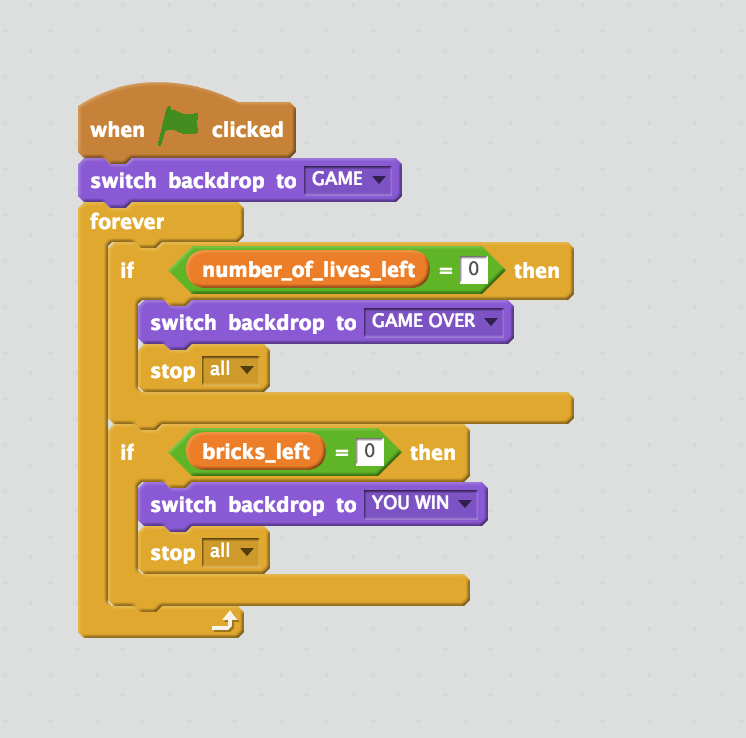 when clicked
switch backdrop to GAME
forever
if number_of_lives_left = 0 then
switch backdrop to GAME OVER
stop all
if bricks_left = 0 then
switch backdrop to YOU WIN
stop all